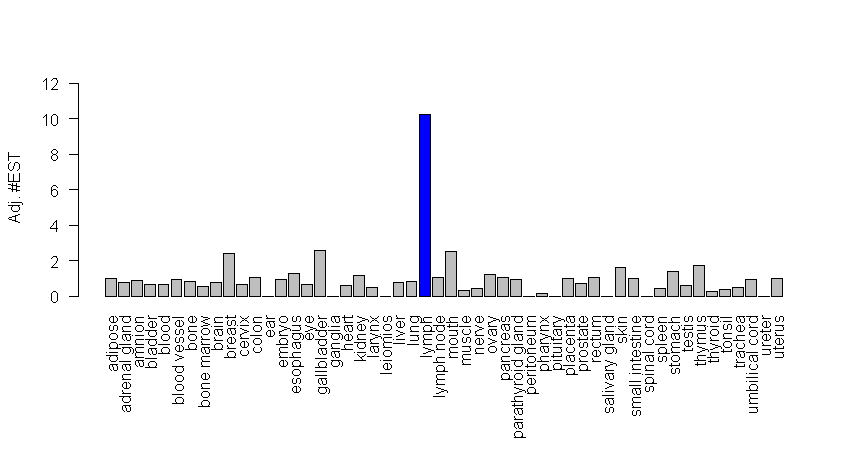 12
10
8
6
4
2
0
Adj. #EST
adipose
adrenal gland
amnion
bladder
blood
blood vessel
bone
bone marrow
brain
breast
cervix
colon
ear
embryo
esophagus
eye
gallbladder
ganglia
heart
kidney
larynx
leiomios
liver
lung
lymph
lymph node
mouth
muscle
nerve
ovary
pancreas
parathyroid gland
peritoneum
pharynx
pituitary
placenta
prostate
rectum
salivary gland
skin
small intestine
spinal cord
spleen
stomach
testis
thymus
thyroid
tonsil
trachea
umbilical cord
ureter
uterus